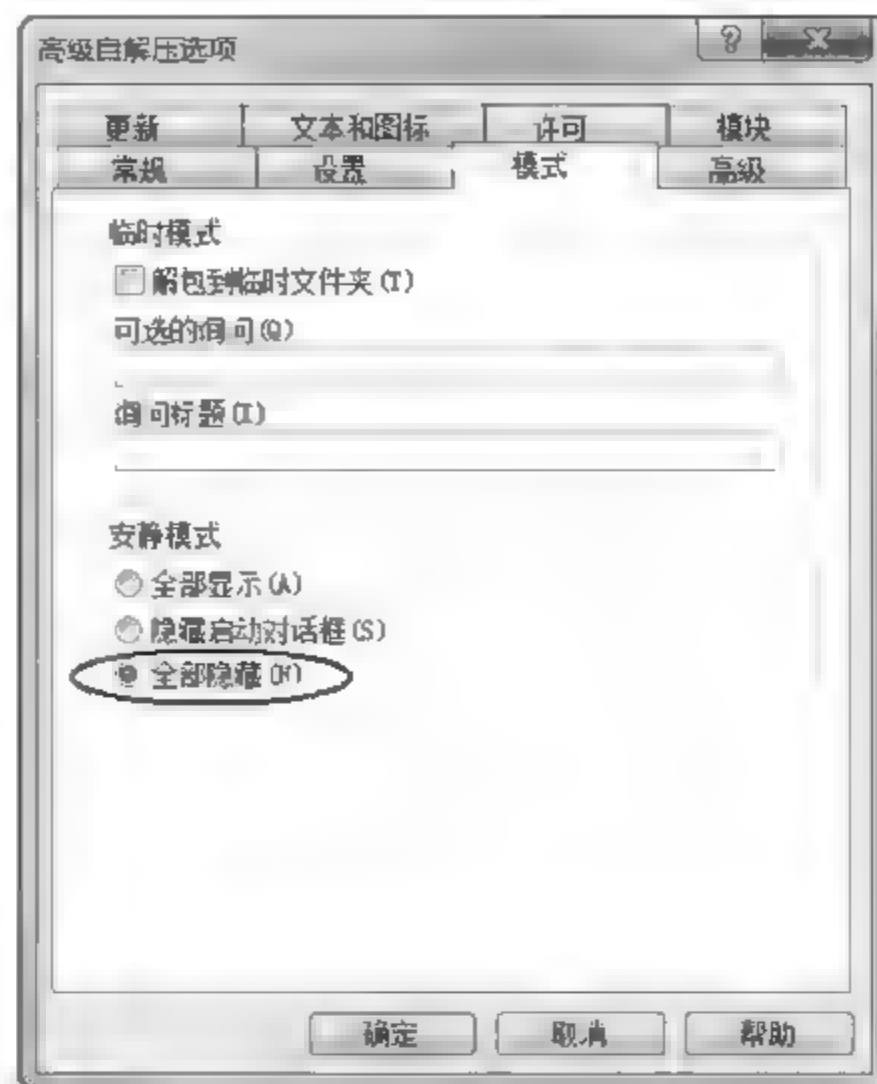 高级自解压选项
更新 文本和图标 许可 模块
常规 设置 模式 高级
临时模式
解包到临时文件夹(T)
可选的询问(Q)
询问标题(I)
安静模式
全部显示(A)
隐藏启动对话框(S)
全部隐藏(H)
确定 取消 帮助